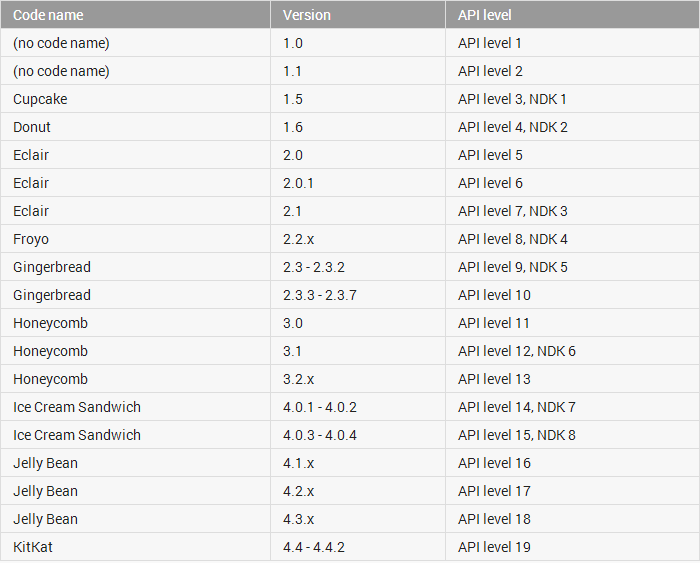 Code name Version API level
(no code name) 1.0 API level 1
(no code name) 1.1 API level 2
Cupcake 1.5 API level 3, NDK 1
Donut 1.6 API level 4, NDK 2
Eclair 2.0 API level 5
Eclair 2.0.1 API level 6
Eclair 2.1 API level 7, NDK 3
Froyo 2.2.x API level 8, NDK 4
Gingerbread 2.3 - 2.3.2 API level 9, NDK 5
Gingerbread 2.3.3 - 2.3.7 API level 10
Honeycomb 3.0 API level 11
Honeycomb 3.1 API level 12, NDK 6
Honeycomb 3.2.x API level 13
Ice Cream Sandwich 4.0.1 - 4.0.2 API level 14, NDK 7
Ice Cream Sandwich 4.0.3 - 4.0.4 API level 15, NDK 8
Jelly Bean 4.1.x API level 16
Jelly Bean 4.2.x API level 17
Jelly Bean 4.3.x API level 18
KitKat 4.4 - 4.4.2 API level 19